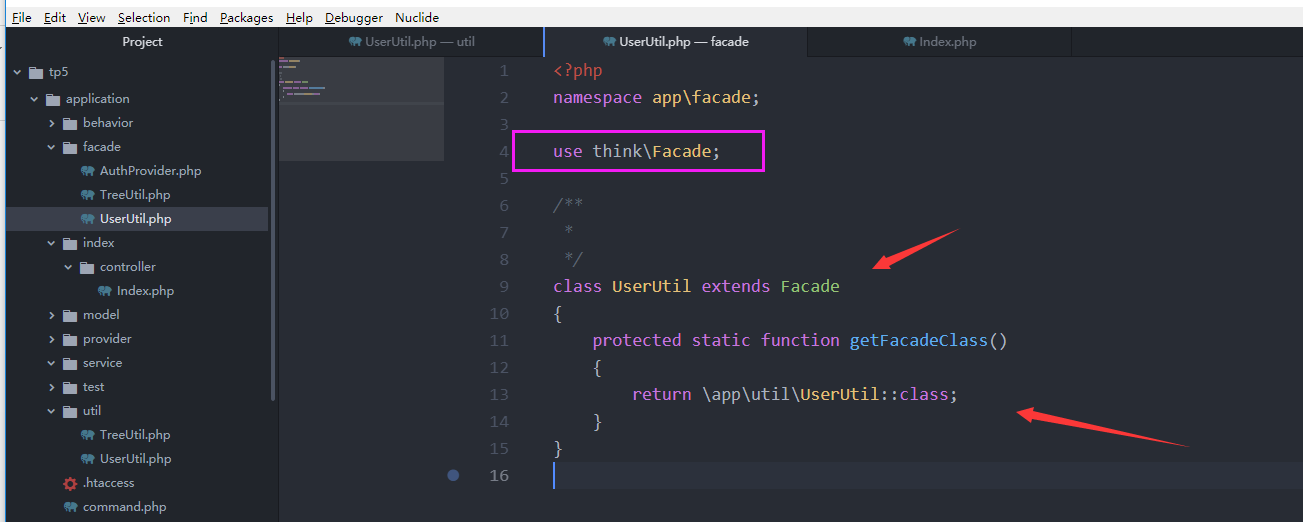 File Edit View Selection Find Packages Help Debugger Nuclide
Project
UserUtil.php — util
UserUtil.php — facade
Index.php
tp5
application
behavior
facade
AuthProvider.php
TreeUtil.php
UserUtil.php
index
controller
Index.php
model
provider
service
test
util
TreeUtil.php
UserUtil.php
.htaccess
command.php
1 <?php
2 namespace app\facade;
3
4 use think\Facade;
5
6 /**
7 *
8 */
9 class UserUtil extends Facade
10 {
11 protected static function getFacadeClass()
12 {
13 return \app\util\UserUtil::class;
14 }
15 }
16